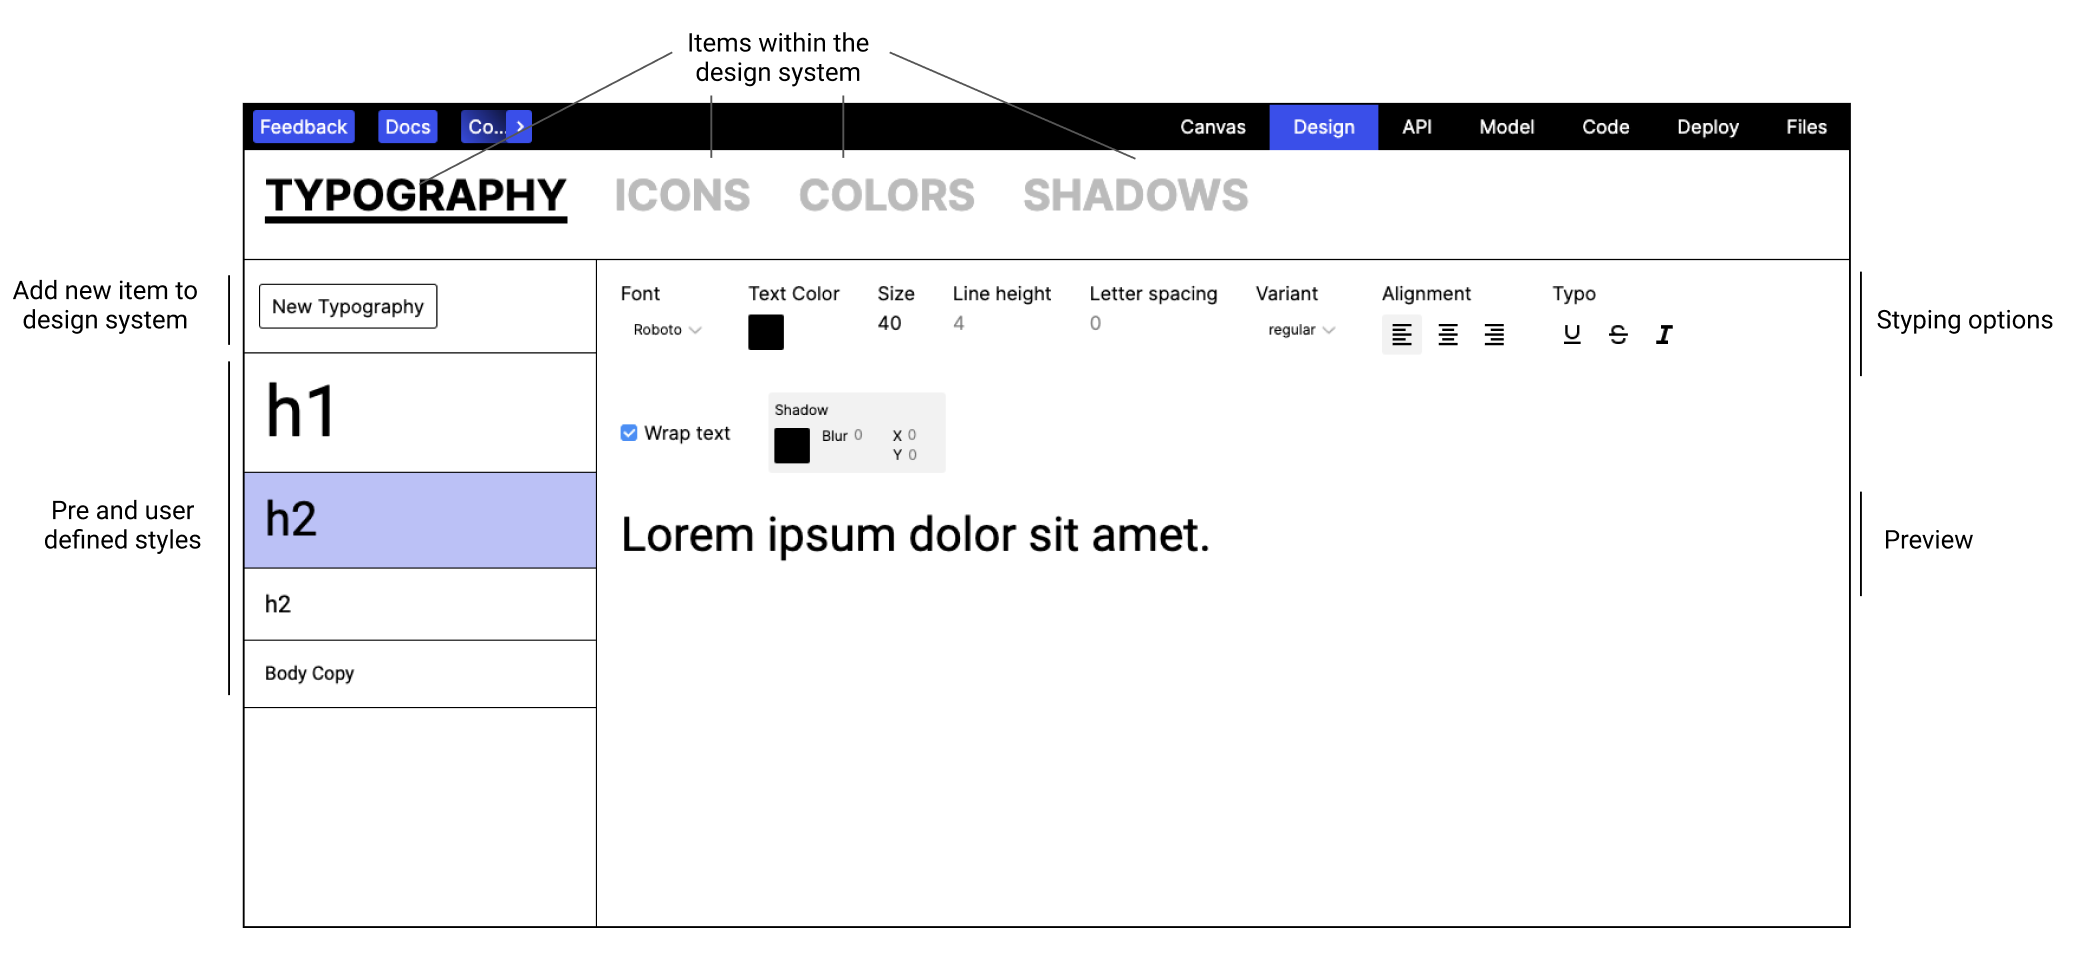 Items within the
design system
Feedback Docs Co... Canvas Design API Model Code Deploy Files
TYPOGRAPHY ICONS COLORS SHADOWS
Add new item to
design system
New Typography
Font Text Color Size Line height Letter spacing Variant Alignment Typo
Roboto 40 4 0 regular
Styping options
Pre and user
defined styles
h1
h2
h2
Body Copy
Wrap text
Shadow
Blur 0 X 0
Y 0
Lorem ipsum dolor sit amet.
Preview